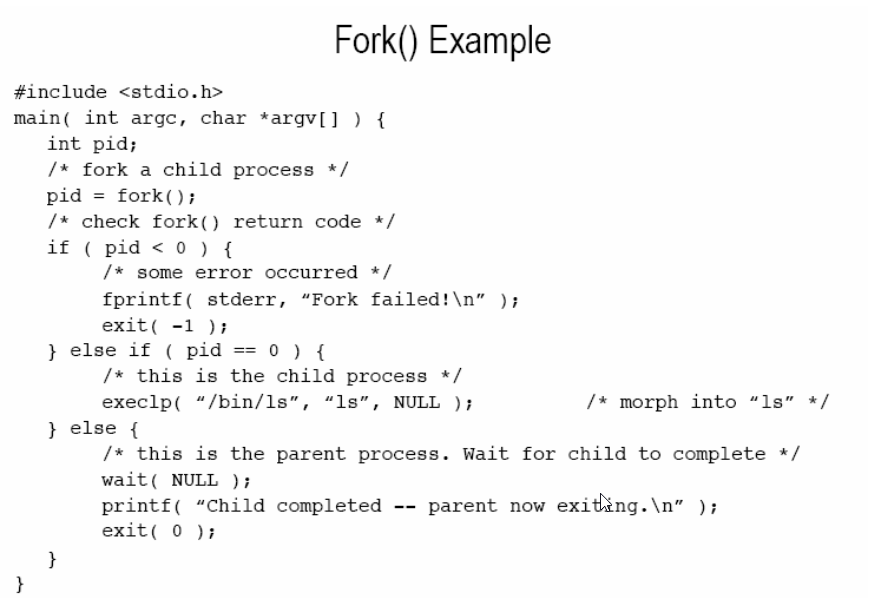 Fork() Example
#include <stdio.h>
main( int argc, char *argv[] ) {
int pid;
/* fork a child process */
pid = fork();
/* check fork() return code */
if ( pid < 0 ) {
/* some error occurred */
fprintf( stderr, “Fork failed!\n” );
exit( -1 );
} else if ( pid == 0 ) {
/* this is the child process */
execlp( “/bin/ls”, “ls”, NULL ); /* morph into “ls” */
} else {
/* this is the parent process. Wait for child to complete */
wait( NULL );
printf( “Child completed -- parent now exiting.\n” );
exit( 0 );
}
}